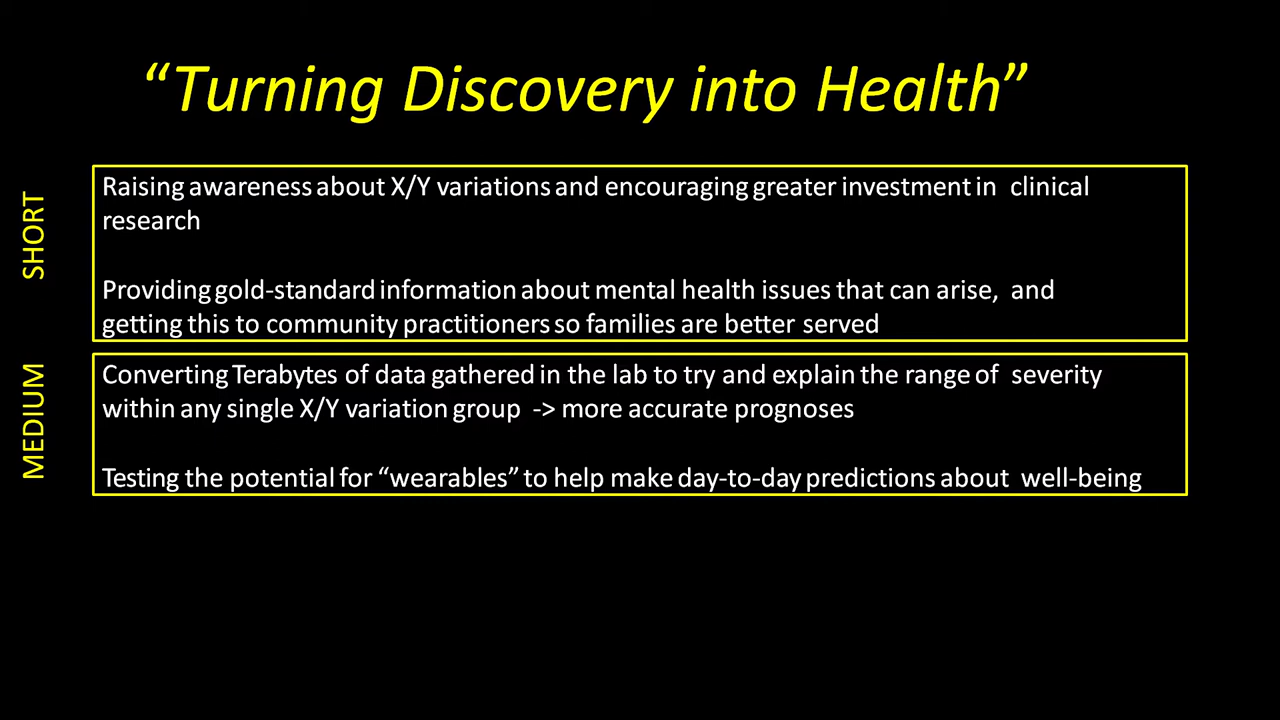 “Turning Discovery into Health”
SHORT
Raising awareness about X/Y variations and encouraging greater investment in clinical
research
Providing gold-standard information about mental health issues that can arise, and
getting this to community practitioners so families are better served
MEDIUM
Converting Terabytes of data gathered in the lab to try and explain the range of severity
within any single X/Y variation group -> more accurate prognoses
Testing the potential for “wearables” to help make day-to-day predictions about well-being